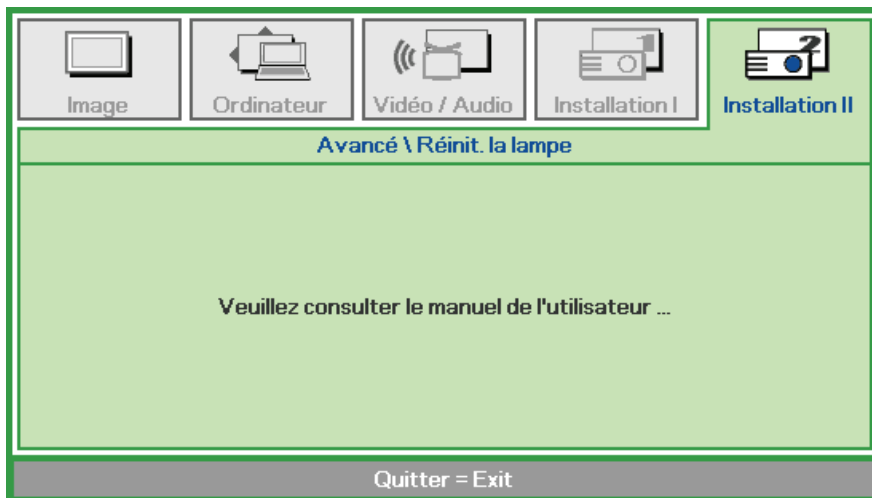 Image
Ordinateur
Vidéo / Audio
Installation I
Installation II
Avancé \ Réinit. la lampe
Veuillez consulter le manuel de l'utilisateur ...
Quitter = Exit